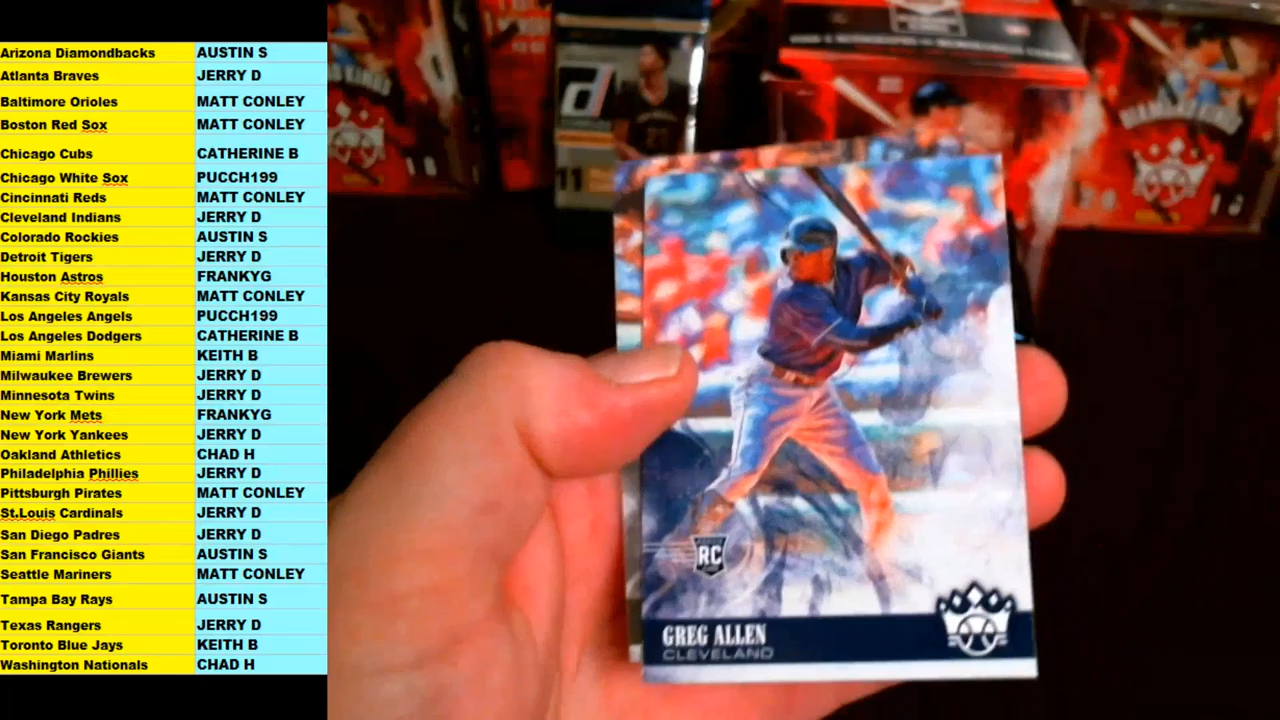 Arizona Diamondbacks AUSTIN S
Atlanta Braves JERRY D
Baltimore Orioles MATT CONLEY
Boston Red Sox MATT CONLEY
Chicago Cubs CATHERINE B
Chicago White Sox PUCCH199
Cincinnati Reds MATT CONLEY
Cleveland Indians JERRY D
Colorado Rockies AUSTIN S
Detroit Tigers JERRY D
Houston Astros FRANKYG
Kansas City Royals MATT CONLEY
Los Angeles Angels PUCCH199
Los Angeles Dodgers CATHERINE B
Miami Marlins KEITH B
Milwaukee Brewers JERRY D
Minnesota Twins JERRY D
New York Mets FRANKYG
New York Yankees JERRY D
Oakland Athletics CHAD H
Philadelphia Phillies JERRY D
Pittsburgh Pirates MATT CONLEY
St.Louis Cardinals JERRY D
San Diego Padres JERRY D
San Francisco Giants AUSTIN S
Seattle Mariners MATT CONLEY
Tampa Bay Rays AUSTIN S
Texas Rangers JERRY D
Toronto Blue Jays KEITH B
Washington Nationals CHAD H
DIAMOND KINGS
RC
GREG ALLEN
CLEVELAND